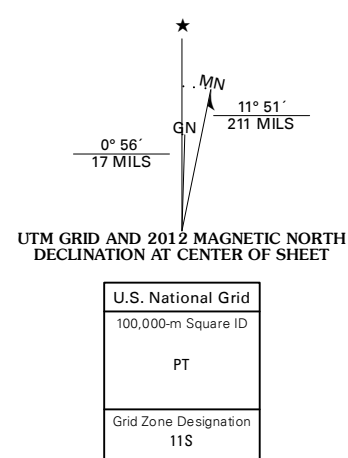 ★
MN
GN
11° 51´
211 MILS
0° 56´
17 MILS
UTM GRID AND 2012 MAGNETIC NORTH
DECLINATION AT CENTER OF SHEET
U.S. National Grid
100,000-m Square ID
PT
Grid Zone Designation
11S